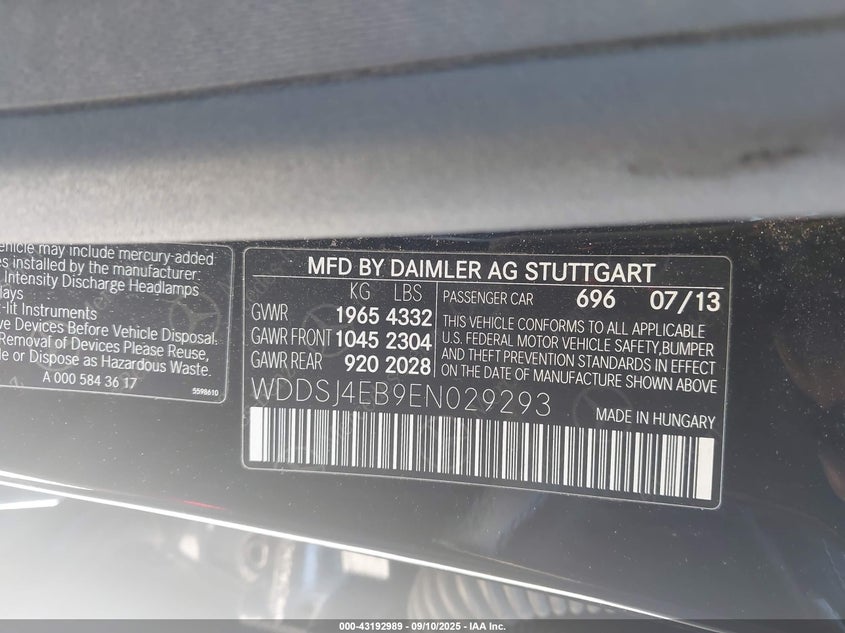 ehicle may include mercury-added
es installed by the manufacturer:
Intensity Discharge Headlamps
lays
-lit Instruments
ve Devices Before Vehicle Disposal.
Removal of Devices Please Reuse,
le or Dispose as Hazardous Waste.
A 000 584 36 17
5598610
MFD BY DAIMLER AG STUTTGART
KG LBS
GVWR 1965 4332
GAWR FRONT 1045 2304
GAWR REAR 920 2028
PASSENGER CAR 696 07/13
THIS VEHICLE CONFORMS TO ALL APPLICABLE
U.S. FEDERAL MOTOR VEHICLE SAFETY,BUMPER
AND THEFT PREVENTION STANDARDS IN EFFECT
ON THE DATE OF MANUFACTURE SHOWN ABOVE
WDDSJ4EB9EN029293
MADE IN HUNGARY
000-43192989 - 09/10/2025 - IAA Inc.